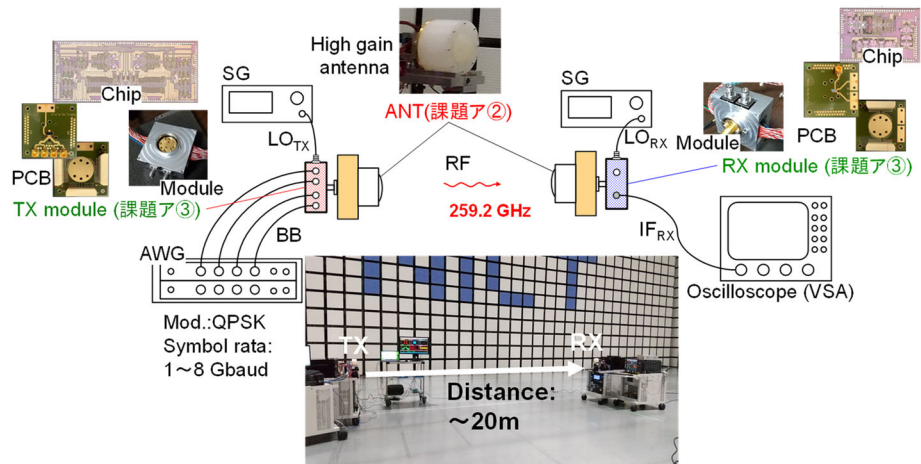 Chip
PCB
Module
TX module (課題ア③)
SG
LOTX
High gain
antenna
ANT(課題ア②)
RF
259.2 GHz
SG
LORX
Chip
PCB
Module
RX module (課題ア③)
IFRX
Oscilloscope (VSA)
BB
AWG
Mod.:QPSK
Symbol rata:
1～8 Gbaud
NICT
TX
RX
Distance:
～20m